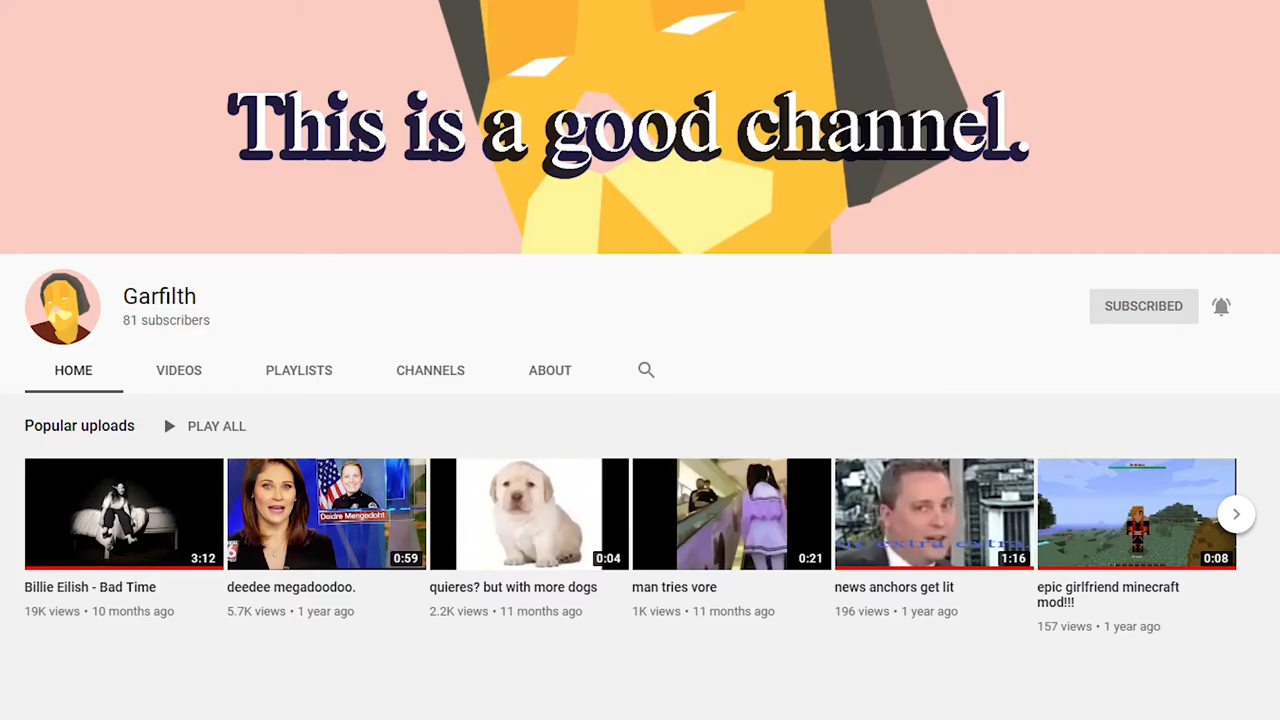 This is a good channel.
Garfilth
81 subscribers
SUBSCRIBED
HOME VIDEOS PLAYLISTS CHANNELS ABOUT
Popular uploads PLAY ALL
Deidre Mengedoht
extra extra
3:12 0:59 0:04 0:21 1:16 0:08
Billie Eilish - Bad Time deedee megadoodoo. quieres? but with more dogs man tries vore news anchors get lit epic girlfriend minecraft
mod!!!
19K views • 10 months ago 5.7K views • 1 year ago 2.2K views • 11 months ago 1K views • 11 months ago 196 views • 1 year ago
157 views • 1 year ago